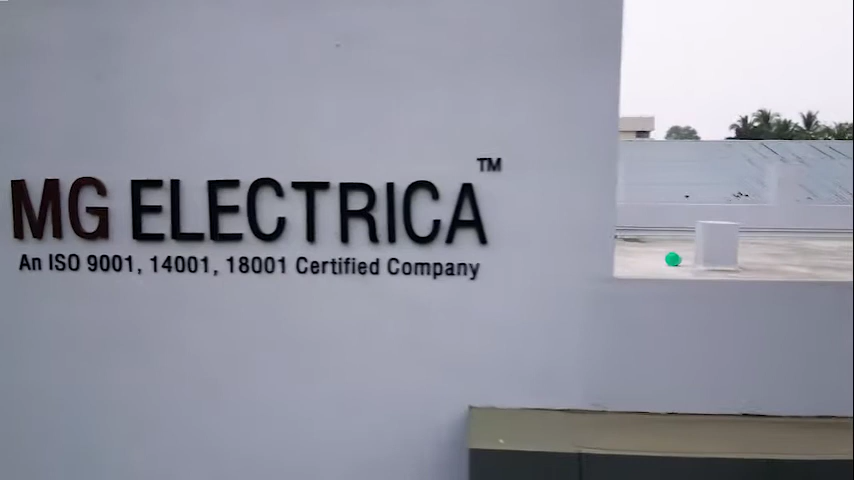 MG ELECTRICA™
An ISO 9001, 14001, 18001 Certified Company